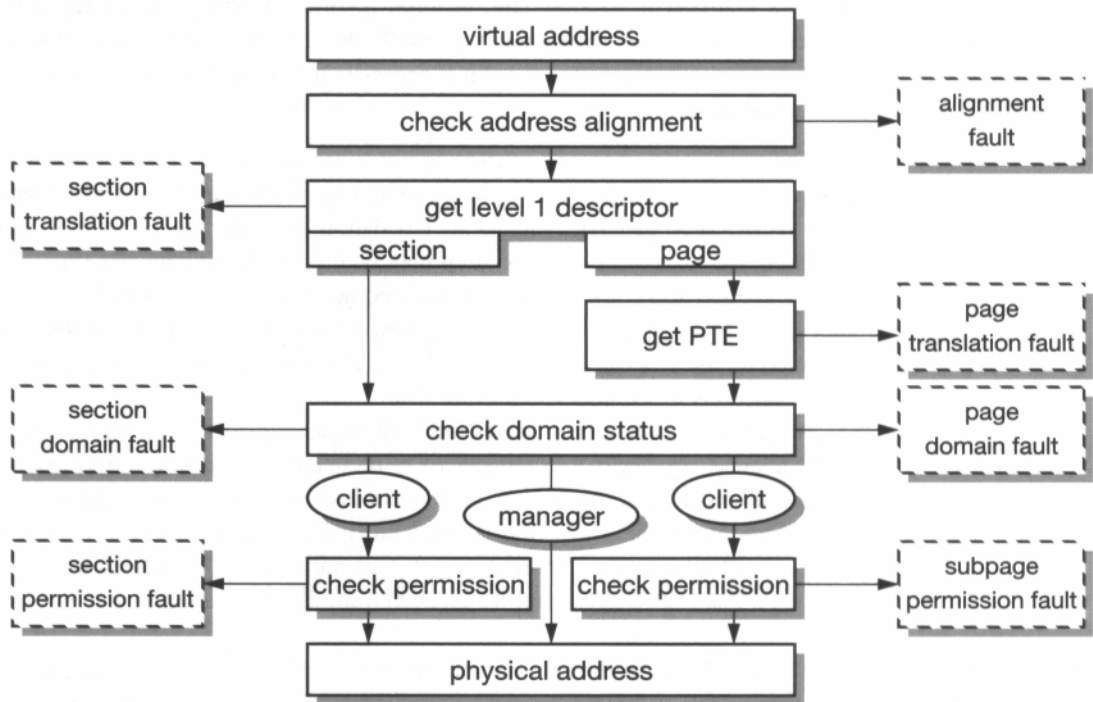 virtual address
check address alignment
alignment
fault
section
translation fault
get level 1 descriptor
section
page
get PTE
page
translation fault
section
domain fault
check domain status
page
domain fault
client
manager
client
section
permission fault
check permission
check permission
subpage
permission fault
physical address